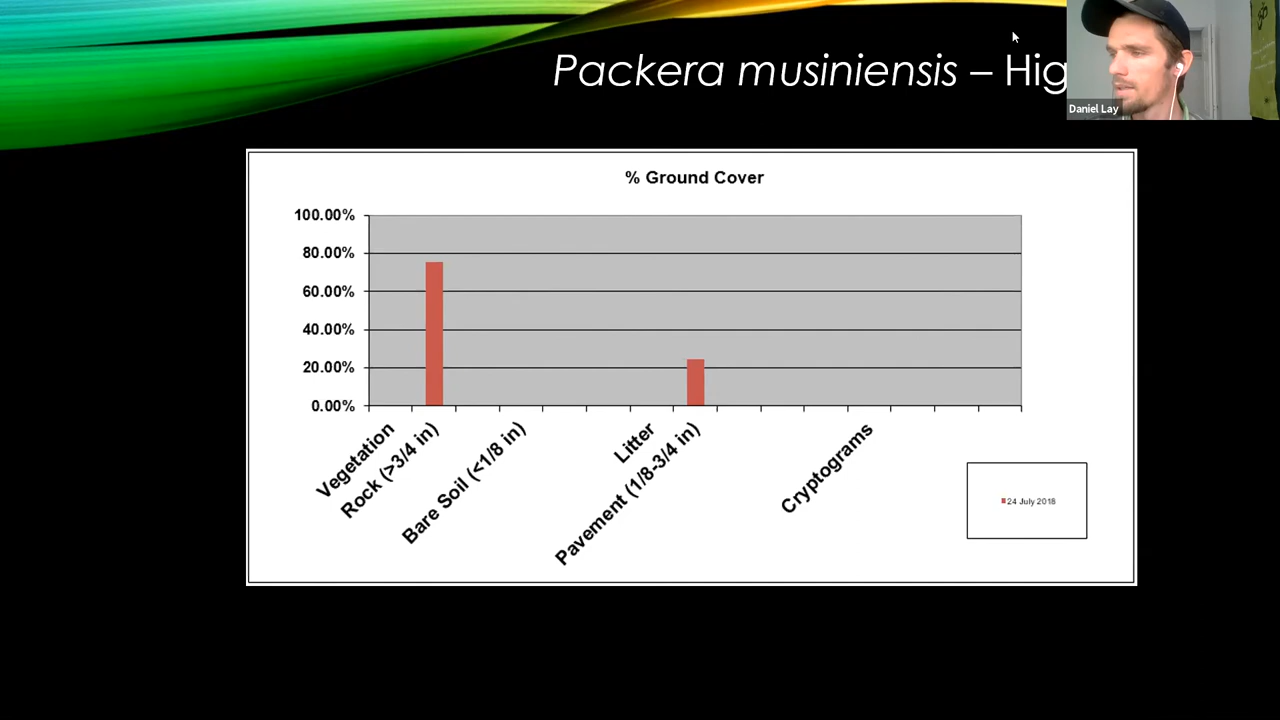 Packera musiniensis – Hig
Daniel Lay
% Ground Cover
100.00%
80.00%
60.00%
40.00%
20.00%
0.00%
Vegetation
Rock (>3/4 in)
Bare Soil (<1/8 in)
Litter
Pavement (1/8-3/4 in)
Cryptograms
24 July 2018